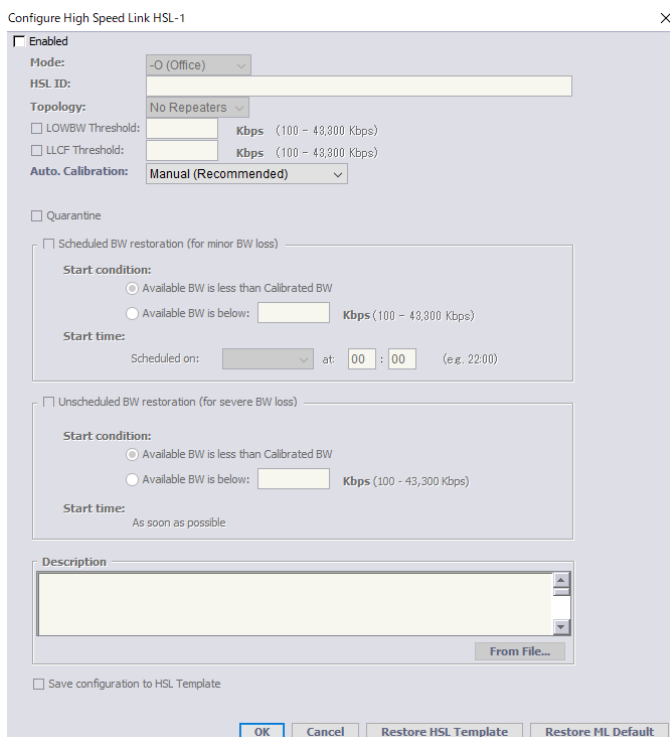 Configure High Speed Link HSL-1
Enabled
Mode: -O (Office)
HSL ID:
Topology: No Repeaters
LOWBW Threshold: Kbps (100 - 43,300 Kbps)
LLCF Threshold: Kbps (100 - 43,300 Kbps)
Auto. Calibration: Manual (Recommended)
Quarantine
Scheduled BW restoration (for minor BW loss)
Start condition:
Available BW is less than Calibrated BW
Available BW is below: Kbps (100 - 43,300 Kbps)
Start time:
Scheduled on: at: 00 : 00 (e.g. 22:00)
Unscheduled BW restoration (for severe BW loss)
Start condition:
Available BW is less than Calibrated BW
Available BW is below: Kbps (100 - 43,300 Kbps)
Start time:
As soon as possible
Description
From File...
Save configuration to HSL Template
OK Cancel Restore HSL Template Restore ML Default